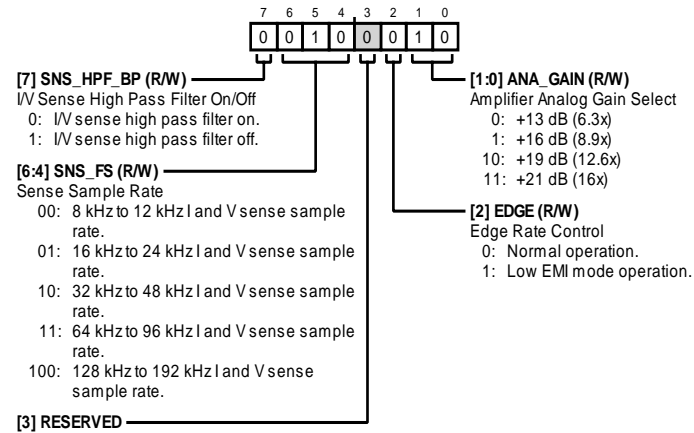 7 6 5 4 3 2 1 0
0 0 1 0 0 0 1 0
[7] SNS_HPF_BP (R/W)
I/V Sense High Pass Filter On/Off
0: I/V sense high pass filter on.
1: I/V sense high pass filter off.
[6:4] SNS_FS (R/W)
Sense Sample Rate
00: 8 kHz to 12 kHz I and V sense sample
rate.
01: 16 kHz to 24 kHz I and V sense sample
rate.
10: 32 kHz to 48 kHz I and V sense sample
rate.
11: 64 kHz to 96 kHz I and V sense sample
rate.
100: 128 kHz to 192 kHz I and V sense
sample rate.
[3] RESERVED
[1:0] ANA_GAIN (R/W)
Amplifier Analog Gain Select
0: +13 dB (6.3x)
1: +16 dB (8.9x)
10: +19 dB (12.6x)
11: +21 dB (16x)
[2] EDGE (R/W)
Edge Rate Control
0: Normal operation.
1: Low EMI mode operation.